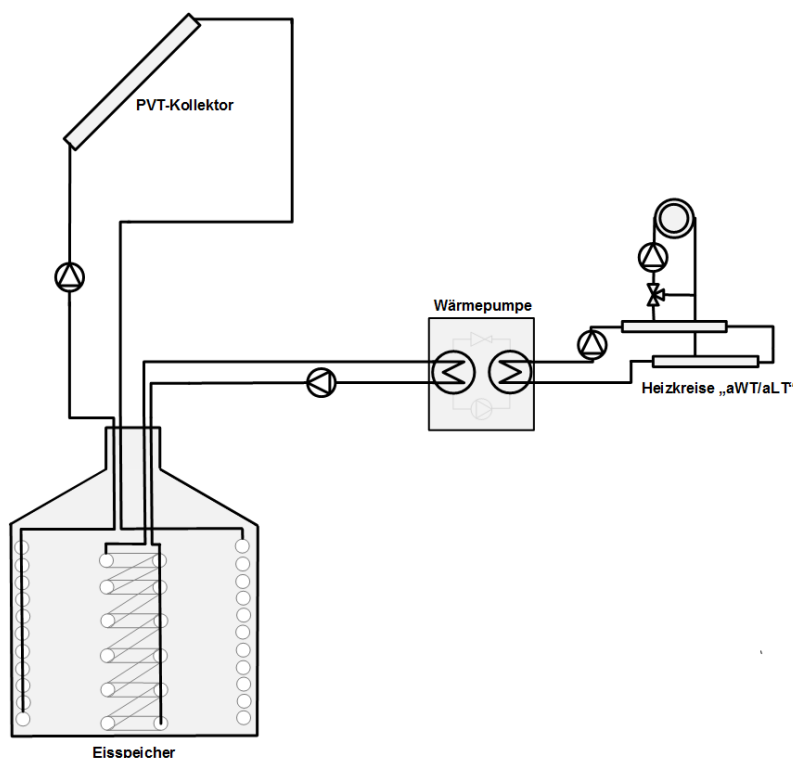 PVT-Kollektor
Wärmepumpe
Heizkreise „aWT/aLT“
Eisspeicher